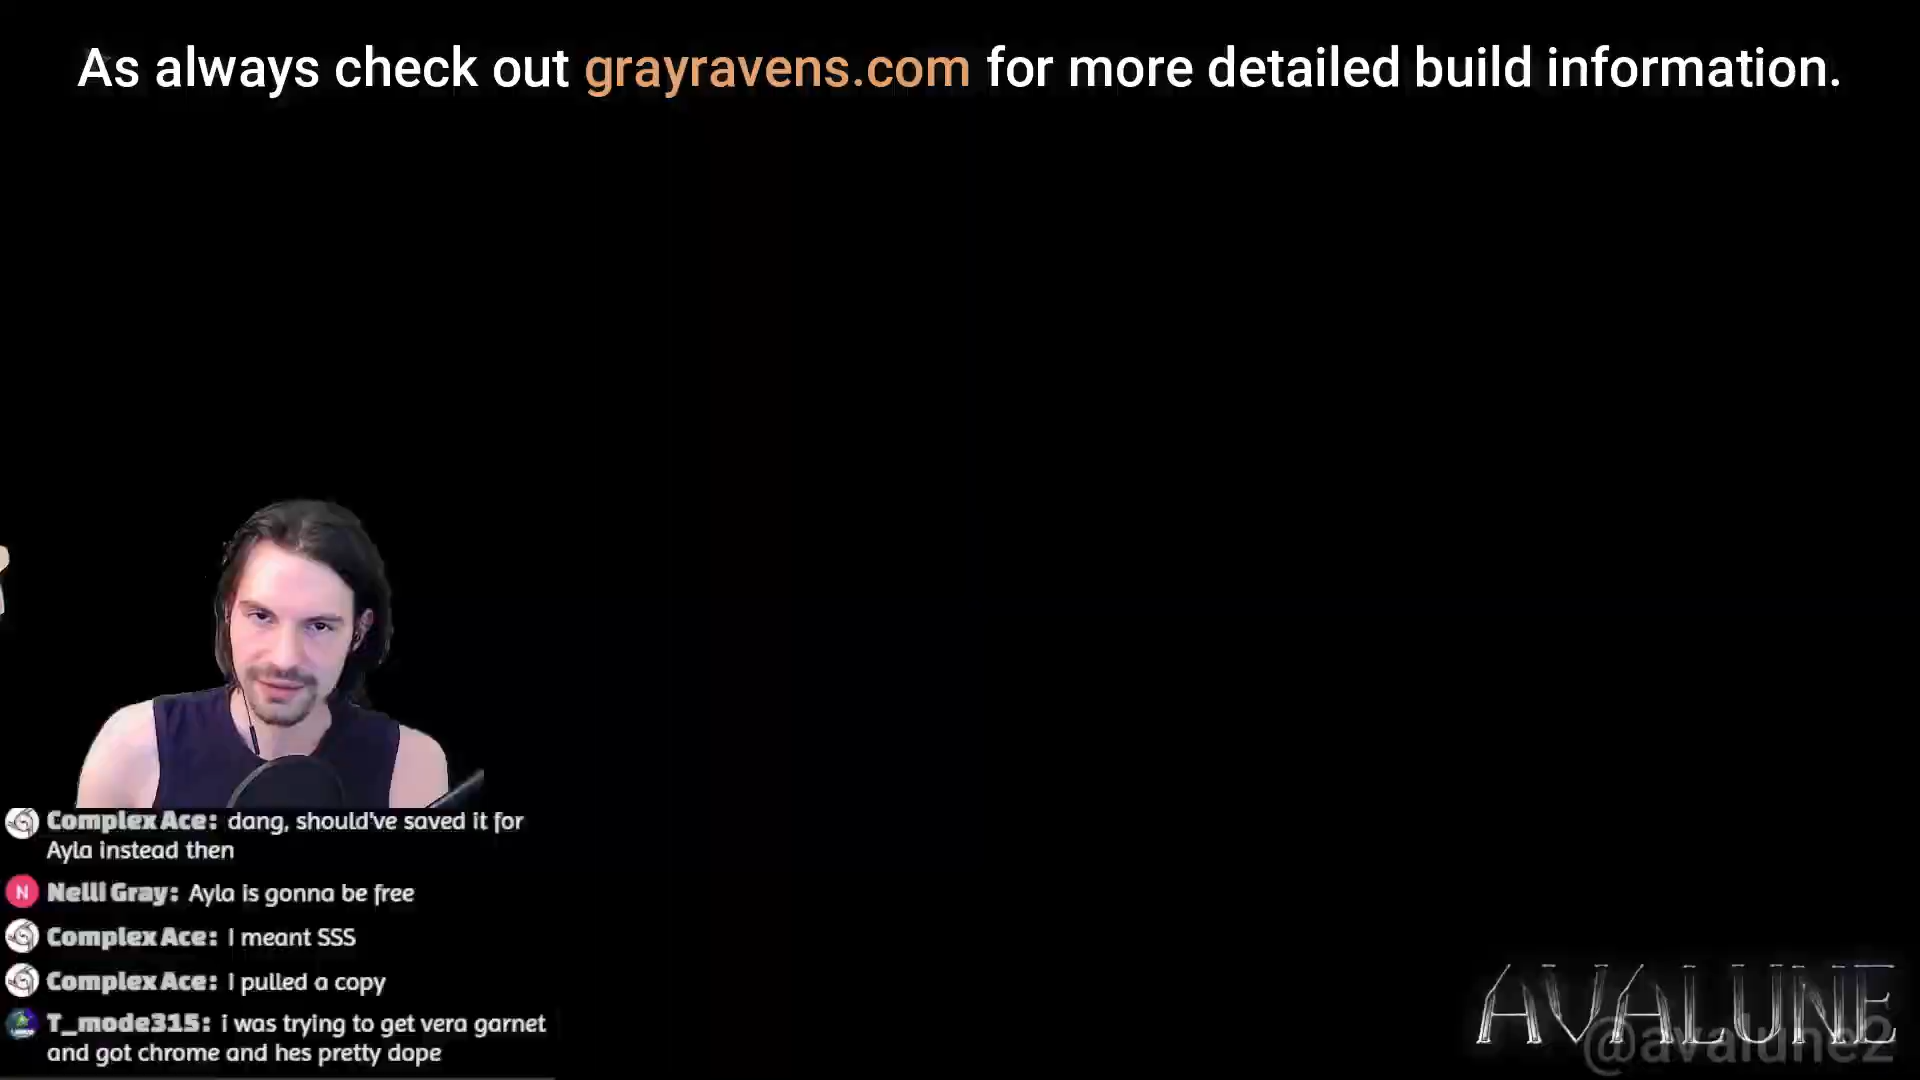 As always check out grayravens.com for more detailed build information.
Complex Ace: dang, should've saved it for
Ayla instead then
N Nelli Gray: Ayla is gonna be free
Complex Ace: I meant SSS
Complex Ace: I pulled a copy
T_mode315: i was trying to get vera garnet
and got chrome and hes pretty dope
AVALUNE
@avalune2